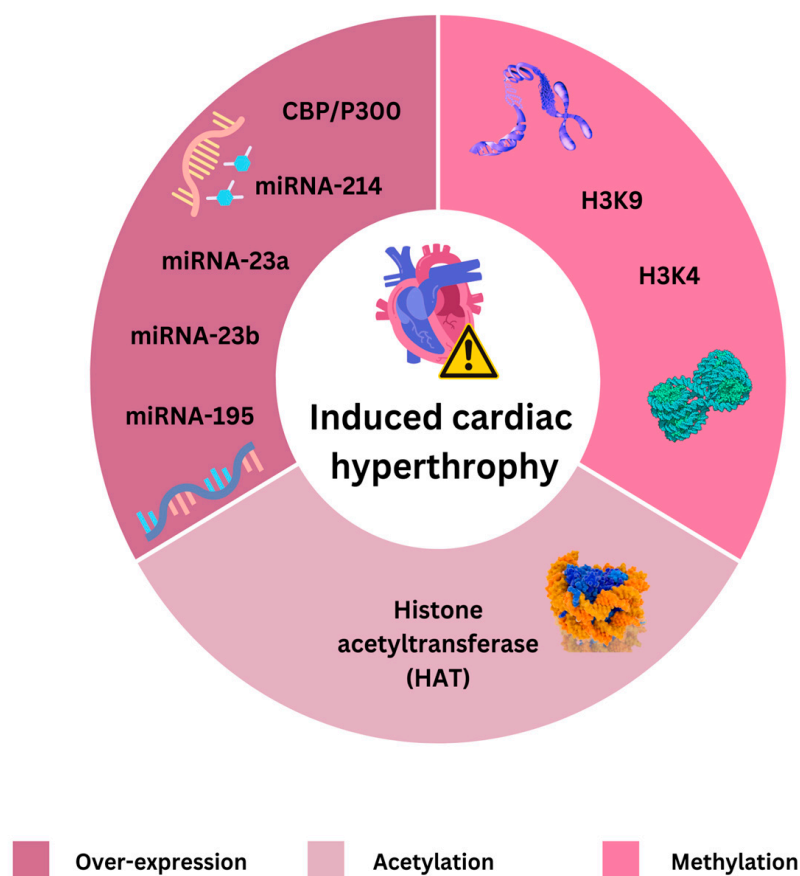 CBP/P300
miRNA-214
miRNA-23a
miRNA-23b
miRNA-195
H3K9
H3K4
Induced cardiac
hyperthrophy
Histone
acetyltransferase
(HAT)
Over-expression
Acetylation
Methylation